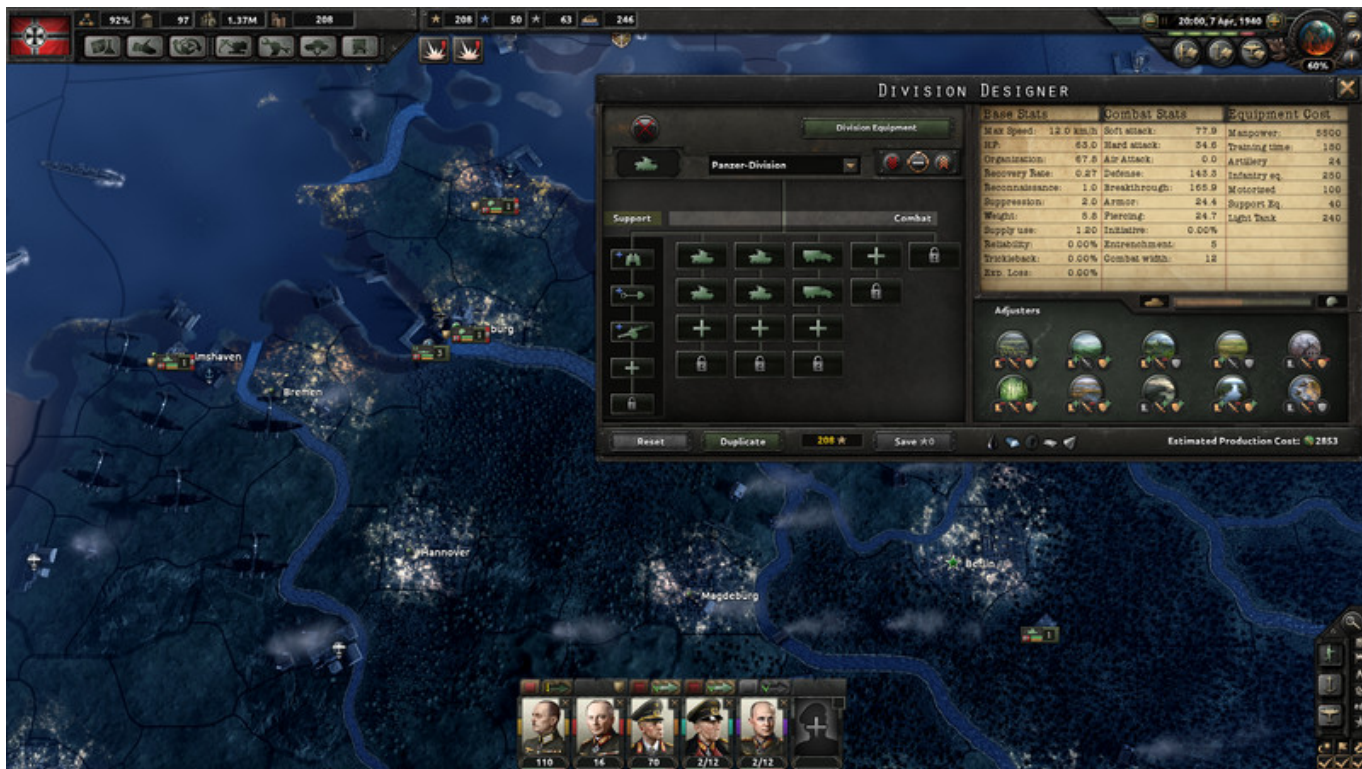 92% 97 1.37M 208
208 50 63 246
20:00, 7 Apr, 1940
60%
DIVISION DESIGNER
Division Equipment
Panzer-Division
Support
Combat
Reset
Duplicate
208
Save 0
Base Stats
Max Speed: 12.0 km/h
HP: 63.0
Organization: 67.8
Recovery Rate: 0.27
Reconnaissance: 1.0
Suppression: 2.0
Weight: 5.8
Supply use: 1.20
Reliability: 0.00%
Trickleback: 0.00%
Exp. Loss: 0.00%
Combat Stats
Soft attack: 77.9
Hard attack: 34.6
Air Attack: 0.0
Defense: 143.3
Breakthrough: 165.9
Armor: 24.4
Piercing: 24.7
Initiative: 0.00%
Entrenchment: 5
Combat width: 12
Equipment Cost
Manpower: 5500
Training time: 180
Artillery 24
Infantry eq. 250
Motorized 100
Support Eq. 40
Light Tank 240
Adjusters
Estimated Production Cost: 2853
1
burg
3
1
lmshaven
Bremen
Hannover
Magdeburg
Berlin
1
110
16
70
2/12
2/12